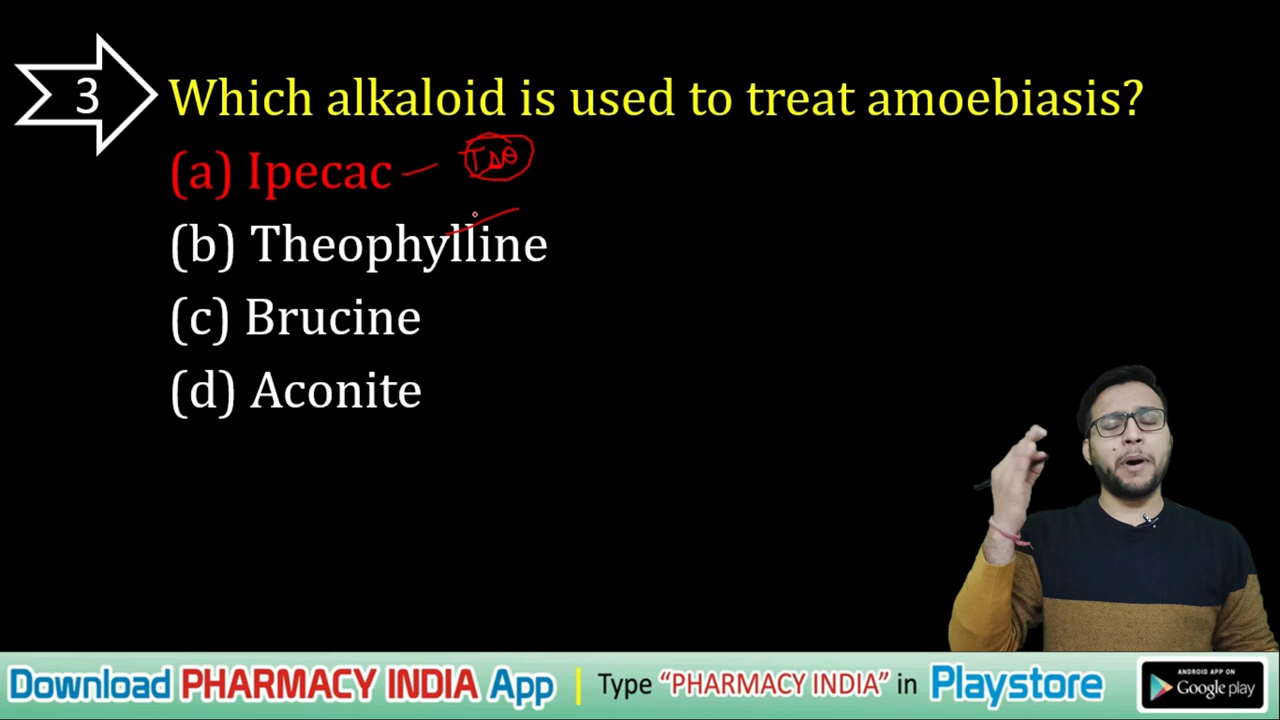 3
Which alkaloid is used to treat amoebiasis?
(a) Ipecac
(b) Theophylline
(c) Brucine
(d) Aconite
Download PHARMACY INDIA App | Type “PHARMACY INDIA” in Playstore
ANDROID APP ON
Google play